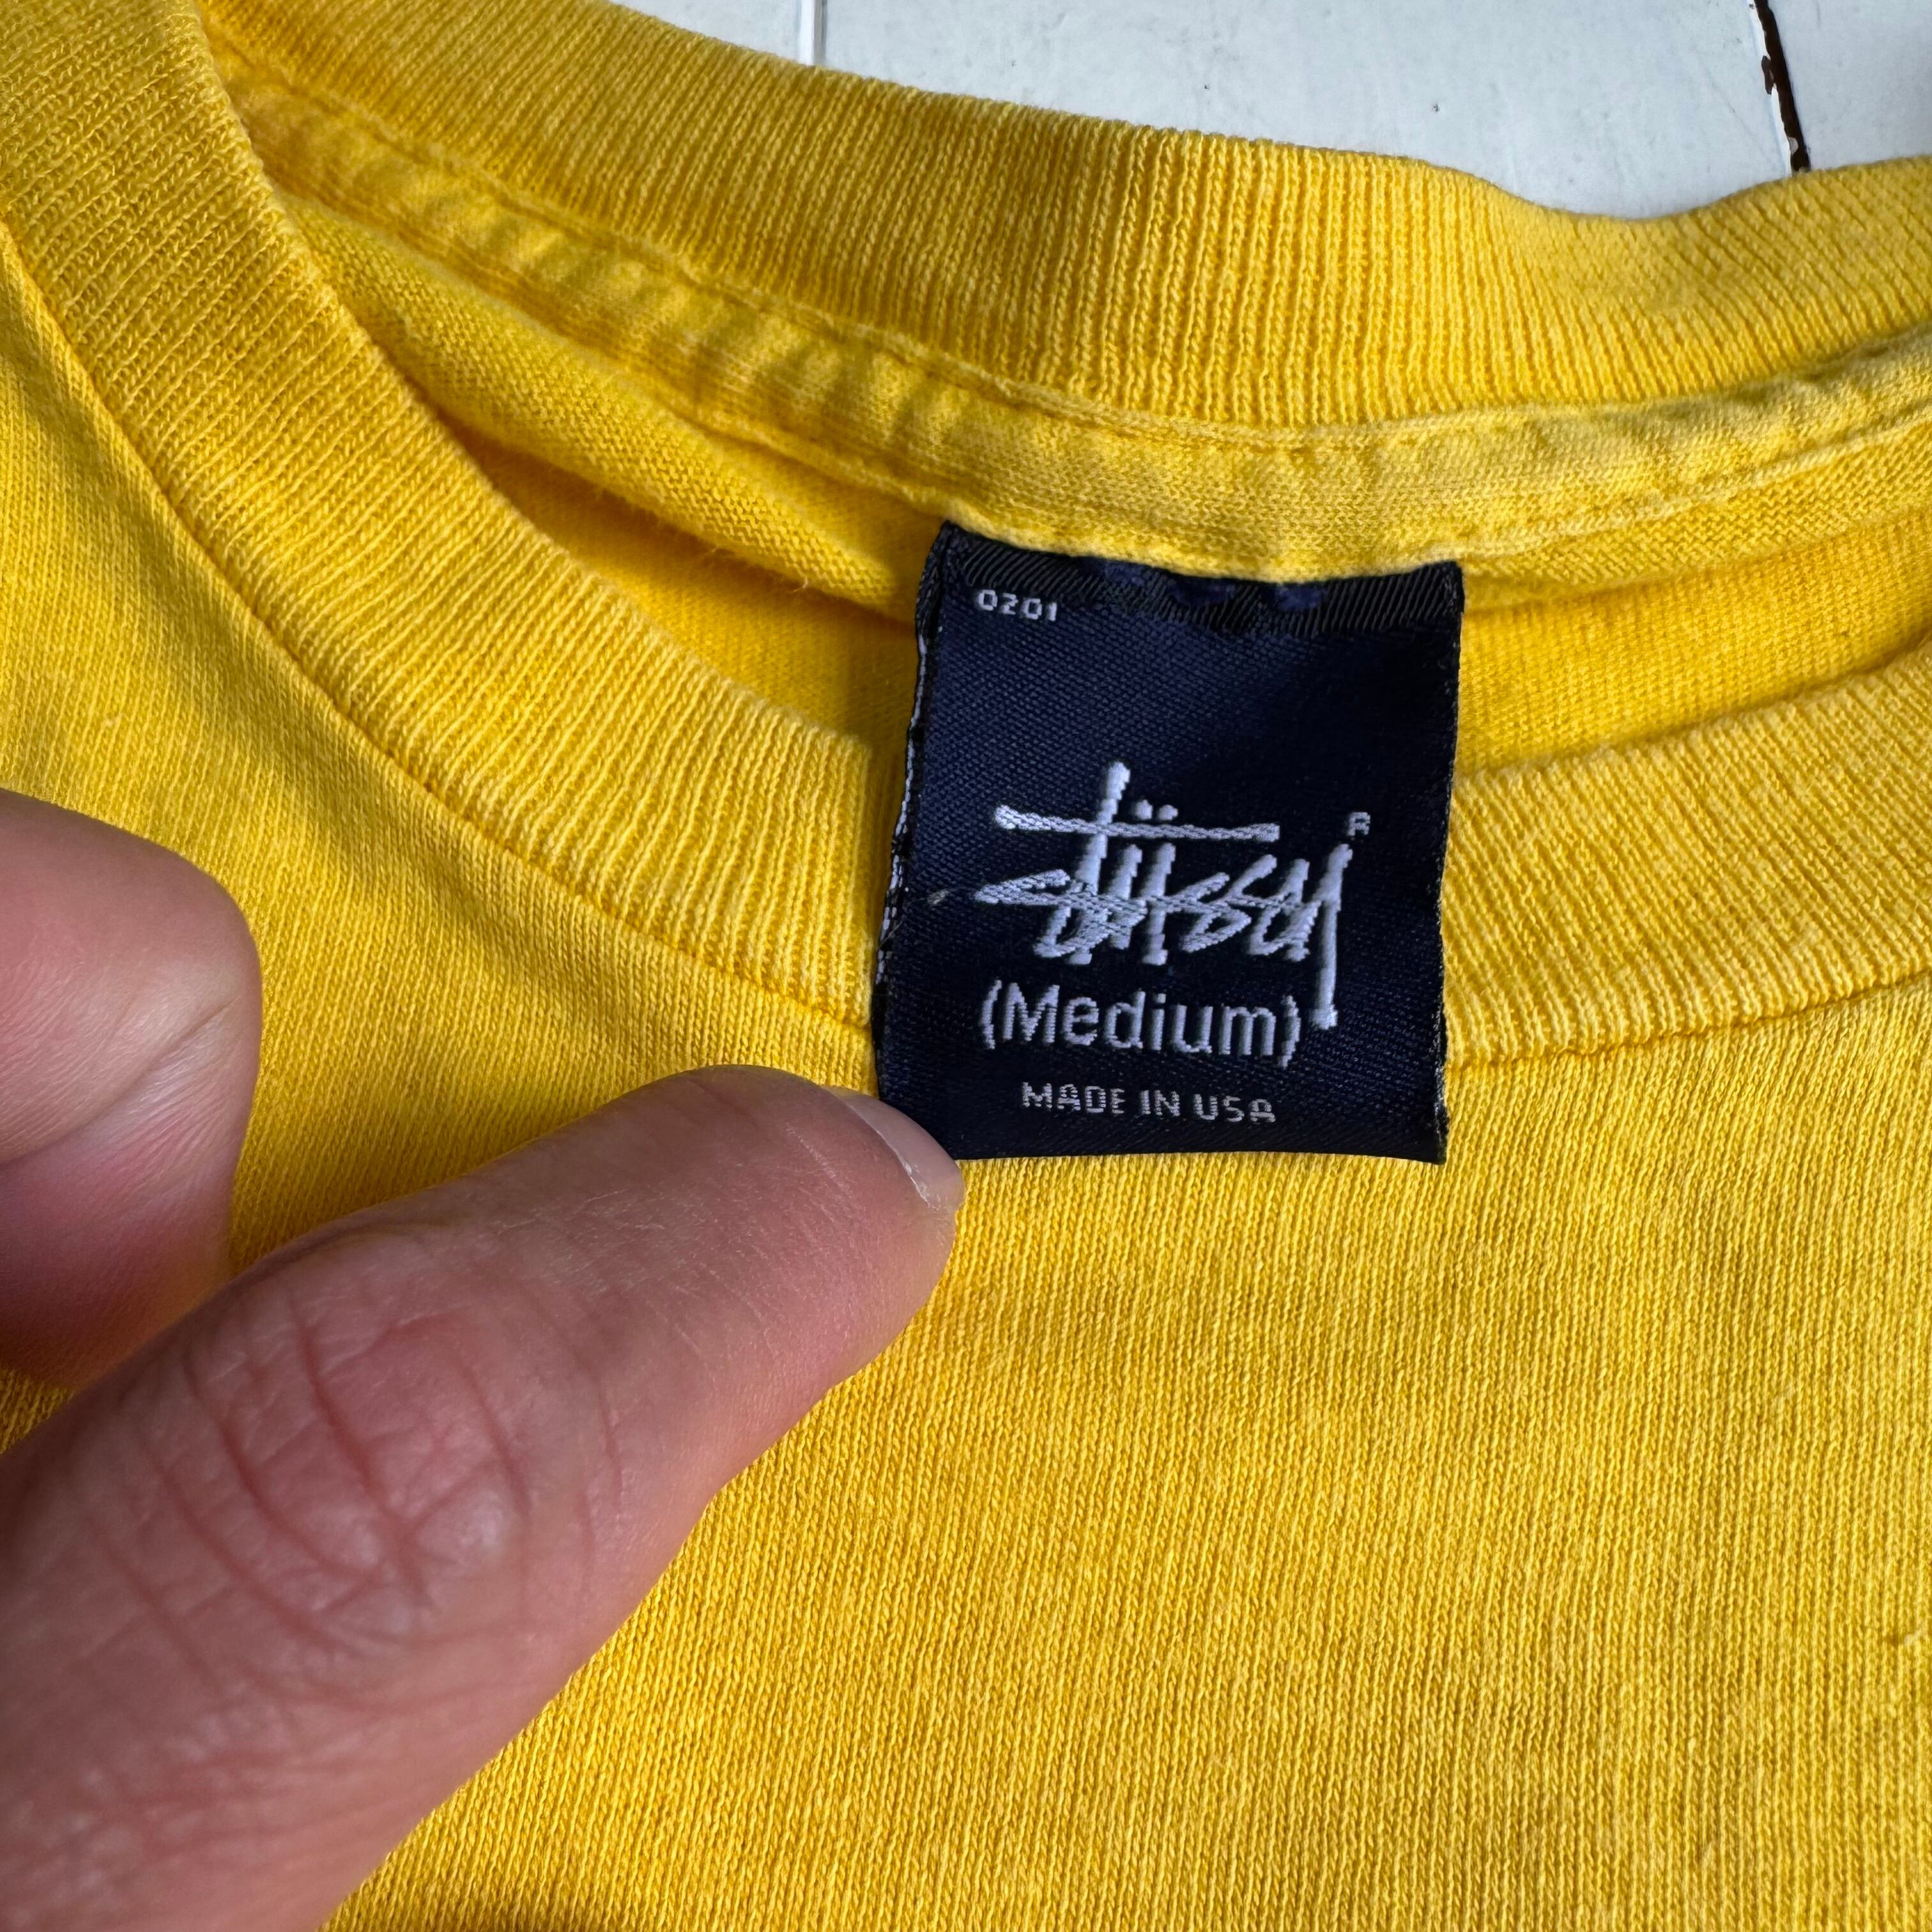 0201
Stüssy
R
(Medium)
MADE IN USA